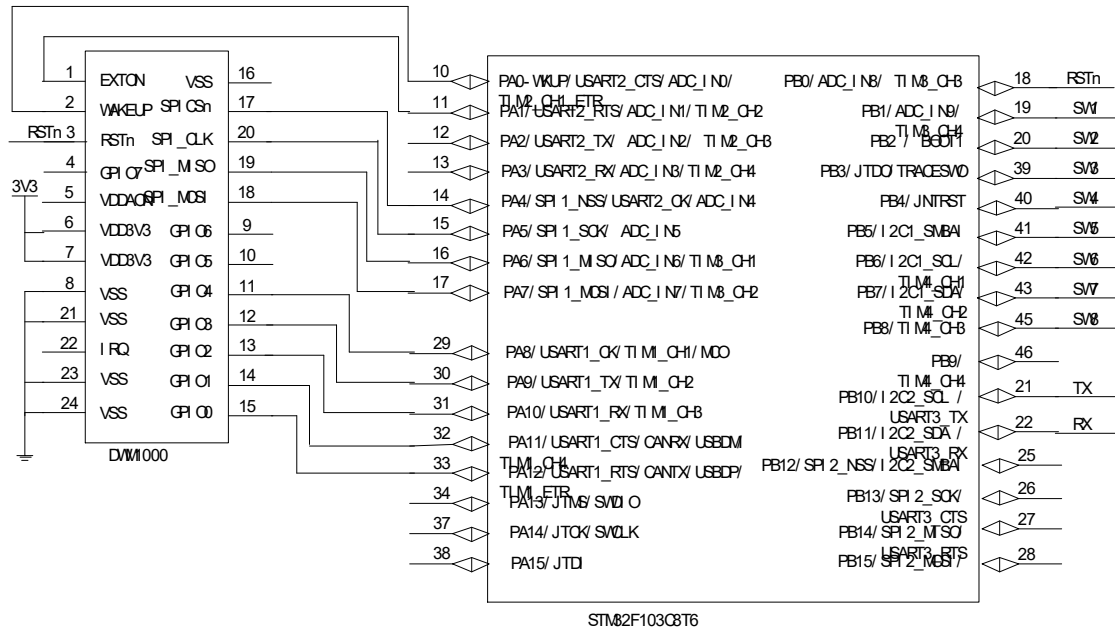 1 EXTON VSS 16
2 WAKEUP SPICSn 17
RSTn 3 RSTn SPI_CLK 20
4 GPIO7 SPI_MISO 19
3V3
5 VDDAON SPI_MOSI 18
6 VDD3V3 GPIO6 9
7 VDD3V3 GPIO5 10
8 VSS GPIO4 11
21 VSS GPIO3 12
22 IRQ GPIO2 13
23 VSS GPIO1 14
24 VSS GPIO0 15
DWM1000
10 PA0-WKUP/USART2_CTS/ADC_IN0/
TIM2_CH1_ETR
11 PA1/USART2_RTS/ADC_IN1/TIM2_CH2
12 PA2/USART2_TX/ ADC_IN2/ TIM2_CH3
13 PA3/USART2_RX/ADC_IN3/TIM2_CH4
14 PA4/SPI1_NSS/USART2_CK/ADC_IN4
15 PA5/SPI1_SCK/ ADC_IN5
16 PA6/SPI1_MISO/ADC_IN6/TIM3_CH1
17 PA7/SPI1_MOSI/ADC_IN7/TIM3_CH2
29 PA8/USART1_CK/TIM1_CH1/MDO
30 PA9/USART1_TX/TIM1_CH2
31 PA10/USART1_RX/TIM1_CH3
32 PA11/USART1_CTS/CANRX/USBDMI
TIM1_CH4
33 PA12/USART1_RTS/CANTX/USBDP/
TIM1_ETR
34 PA13/JTMS/SWDIO
37 PA14/JTCK/SWCLK
38 PA15/JTDI
PB0/ADC_IN8/ TIM3_CH3 18 RSTn
PB1/ADC_IN9/ 19 SW1
TIM3_CH4
PB2 / BOOT1 20 SW2
PB3/JTDO/TRACESWO 39 SW3
PB4/JNTRST 40 SW4
PB5/I2C1_SMBAI 41 SW5
PB6/I2C1_SCL/ 42 SW6
TIM4_CH1
PB7/I2C1_SDA/ 43 SW7
TIM4_CH2
PB8/TIM4_CH3 45 SW8
PB9/ 46
TIM4_CH4
PB10/I2C2_SCL / 21 TX
USART3_TX
PB11/I2C2_SDA / 22 RX
USART3_RX
PB12/SPI2_NSS/I2C2_SMBAI 25
PB13/SPI2_SCK/ 26
USART3_CTS
PB14/SPI2_MISO/ 27
USART3_RTS
PB15/SPI2_MOSI/ 28
STM32F103C8T6